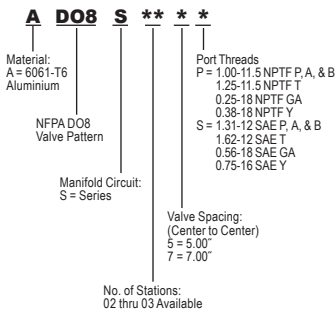 A DO8 S ** * *
Material:
A = 6061-T6
Aluminium
Port Threads
P = 1.00-11.5 NPTF P, A, & B
1.25-11.5 NPTF T
0.25-18 NPTF GA
0.38-18 NPTF Y
S = 1.31-12 SAE P, A, & B
1.62-12 SAE T
0.56-18 SAE GA
0.75-16 SAE Y
NFPA DO8
Valve Pattern
Manifold Circuit:
S = Series
Valve Spacing:
(Center to Center)
5 = 5.00˝
7 = 7.00˝
No. of Stations:
02 thru 03 Available